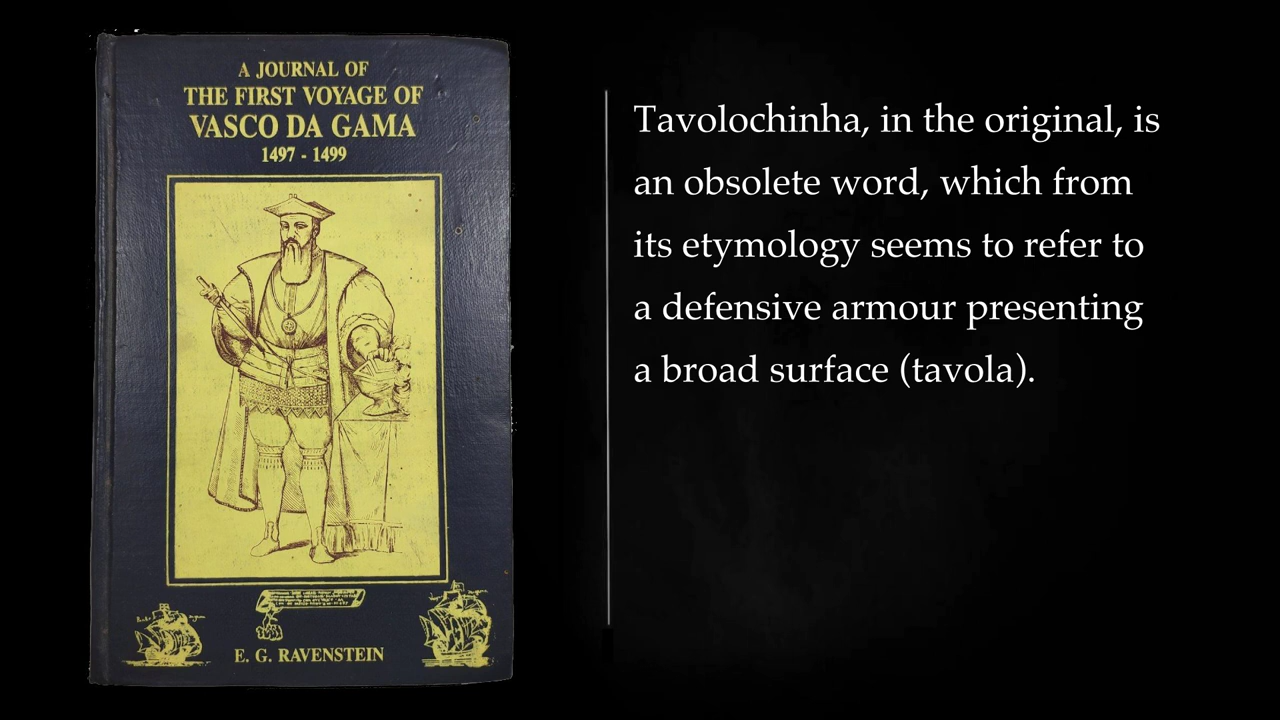 A JOURNAL OF
THE FIRST VOYAGE OF
VASCO DA GAMA
1497 - 1499
E. G. RAVENSTEIN
Tavolochinha, in the original, is
an obsolete word, which from
its etymology seems to refer to
a defensive armour presenting
a broad surface (tavola).